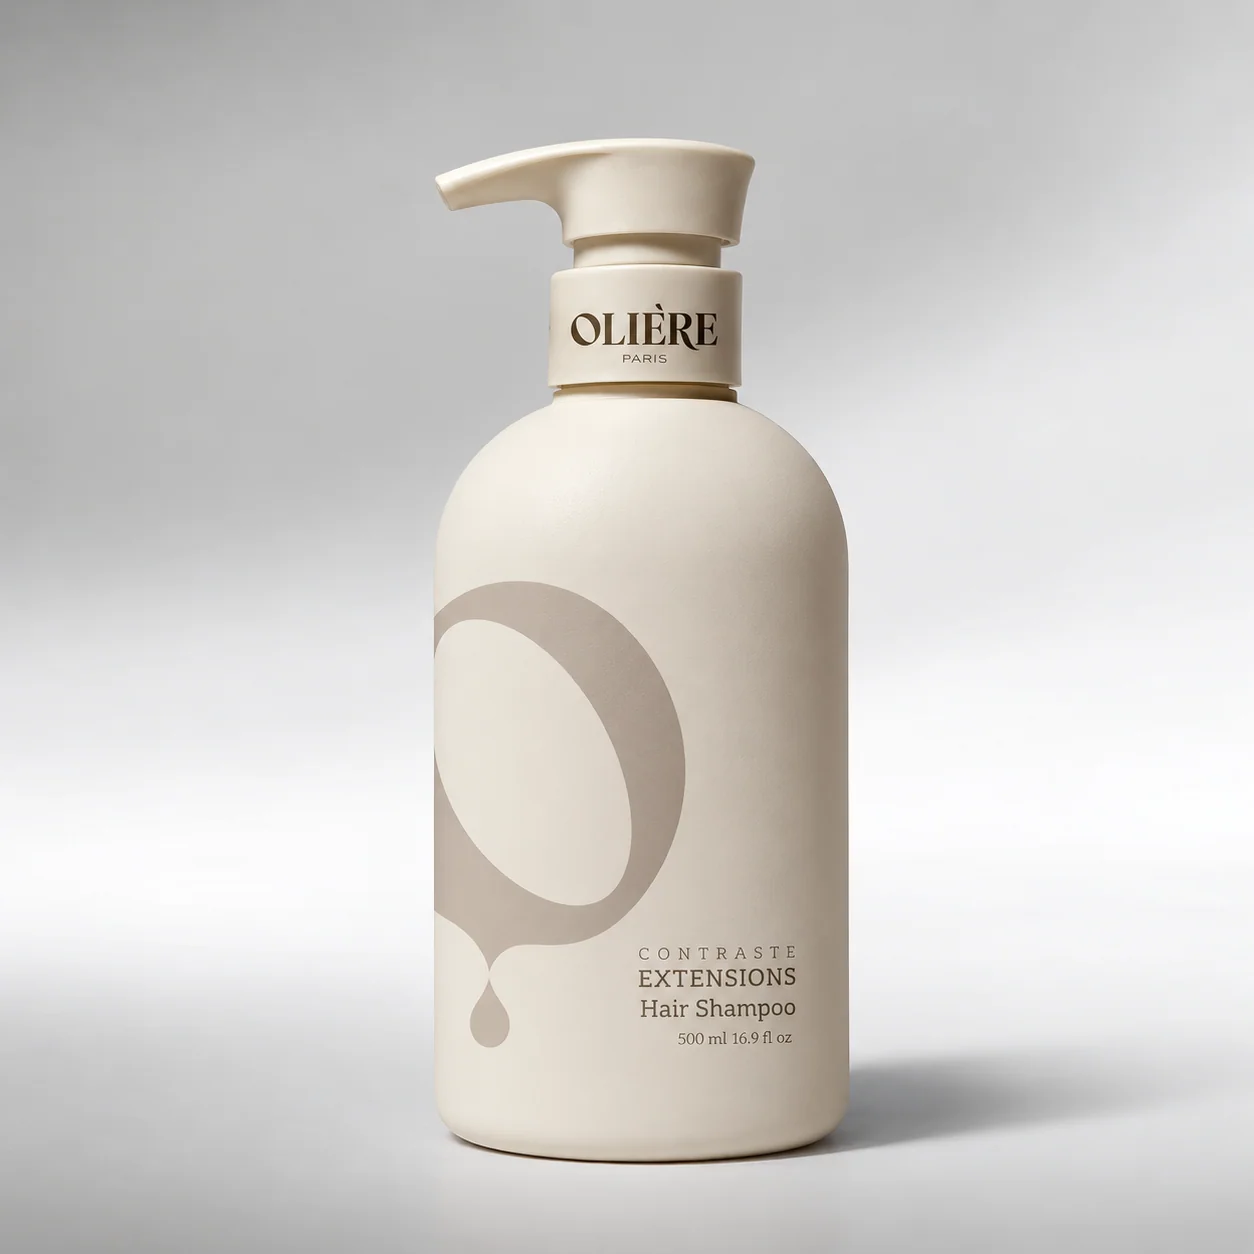 OLIÈRE
PARIS
CONTRASTE
EXTENSIONS
Hair Shampoo
500 ml 16.9 fl oz